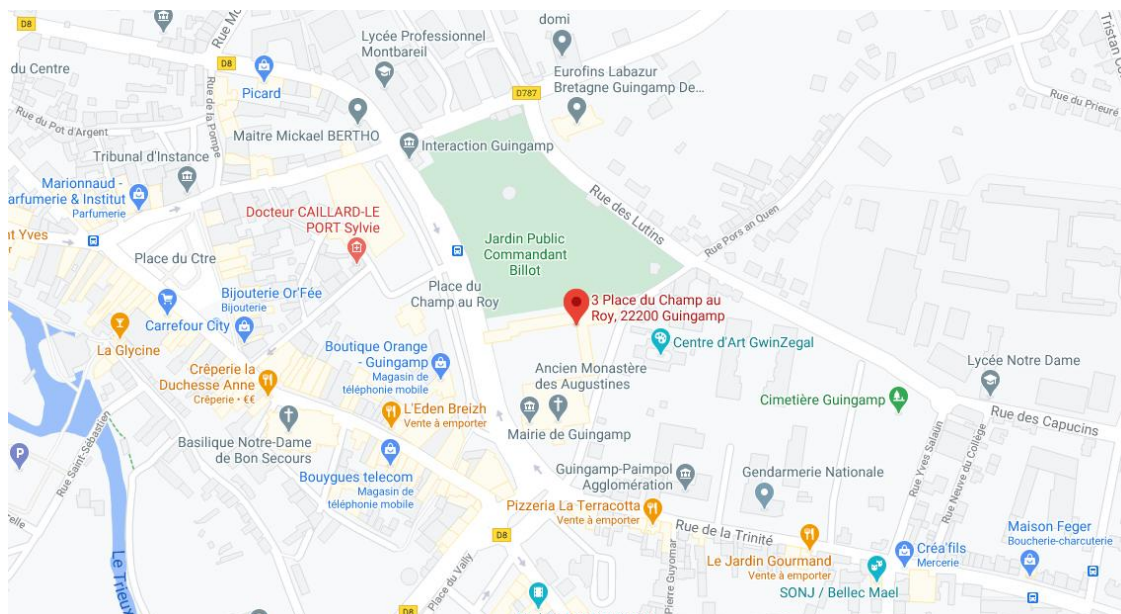 D8
Rue Mo
domi
Lycée Professionnel
Montbareil
Tristan Co
du Centre
D8
Picard
Eurofins Labazur
Bretagne Guingamp De...
D787
Rue de la Pompe
Rue du Prieuré
Rue du Pot d'Argent
Maitre Mickael BERTHO
Tribunal d'Instance
Interaction Guingamp
Marionnaud -
arfumerie & Institut
Parfumerie
Docteur CAILLARD-LE
PORT Sylvie
Rue des Lutins
Rue Pors an Quen
nt Yves
Place du Ctre
Jardin Public
Commandant
Billot
Place du
Champ au Roy
Bijouterie Or'Fée
Bijouterie
3 Place du Champ au
Roy, 22200 Guingamp
Carrefour City
Centre d'Art GwinZegal
La Glycine
Boutique Orange
- Guingamp
Magasin de
téléphonie mobile
Ancien Monastère
des Augustines
Lycée Notre Dame
Crêperie la
Duchesse Anne
Crêperie • €€
L'Eden Breizh
Vente à emporter
Cimetière Guingamp
Rue des Capucins
Mairie de Guingamp
Basilique Notre-Dame
de Bon Secours
Rue Saint-Sébastien
P
Bouygues telecom
Magasin de
téléphonie mobile
Guingamp-Paimpol
Agglomération
Gendarmerie Nationale
Rue Yves Salaün
Rue Neuve du Collège
Pizzeria La Terracotta
Vente à emporter
Rue de la Trinité
D8
elle
Maison Feger
Boucherie-charcuterie
Créa'fils
Mercerie
Le Jardin Gourmand
Vente à emporter
SONJ / Bellec Mael
Le Trieux
Place du Vally
Pierre Guyomar
D8